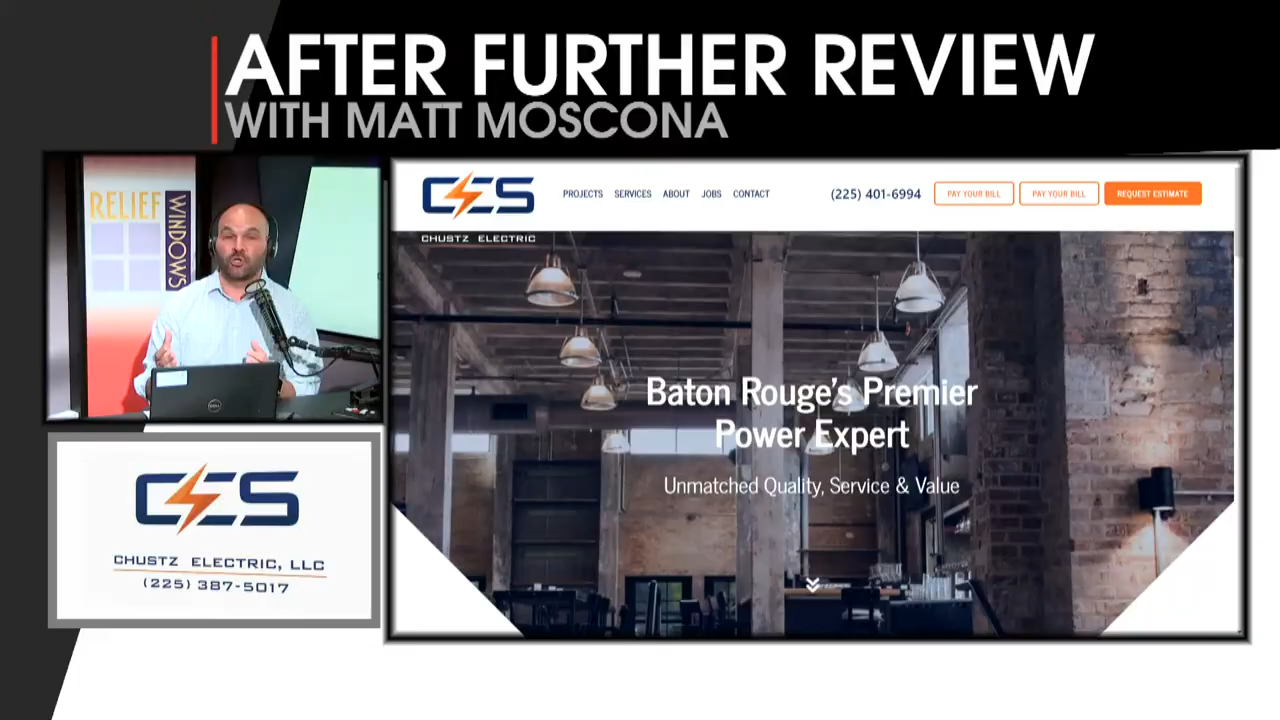 AFTER FURTHER REVIEW
WITH MATT MOSCONA
RELIEF
WINDOWS
DELL
CES
CHUSTZ ELECTRIC
PROJECTS SERVICES ABOUT JOBS CONTACT (225) 401-6994 PAY YOUR BILL PAY YOUR BILL REQUEST ESTIMATE
Baton Rouge's Premier
Power Expert
Unmatched Quality, Service & Value
CES
CHUSTZ ELECTRIC, LLC
(225) 387-5017